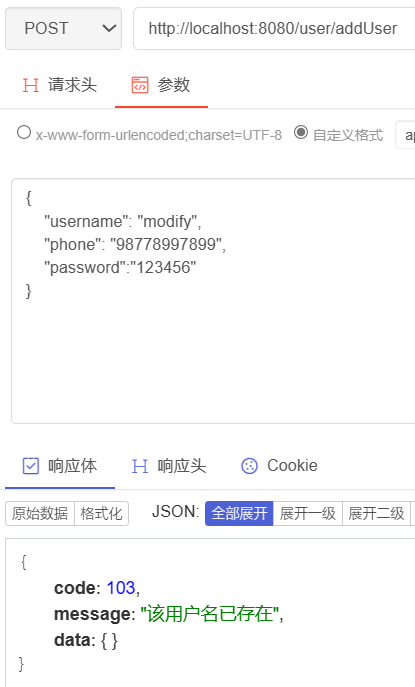 POST http://localhost:8080/user/addUser
请求头 参数
x-www-form-urlencoded;charset=UTF-8 自定义格式
{
"username": "modify",
"phone": "98778997899",
"password":"123456"
}
响应体 响应头 Cookie
原始数据 格式化 JSON: 全部展开 展开一级 展开二级
{
code: 103,
message: "该用户名已存在",
data: { }
}